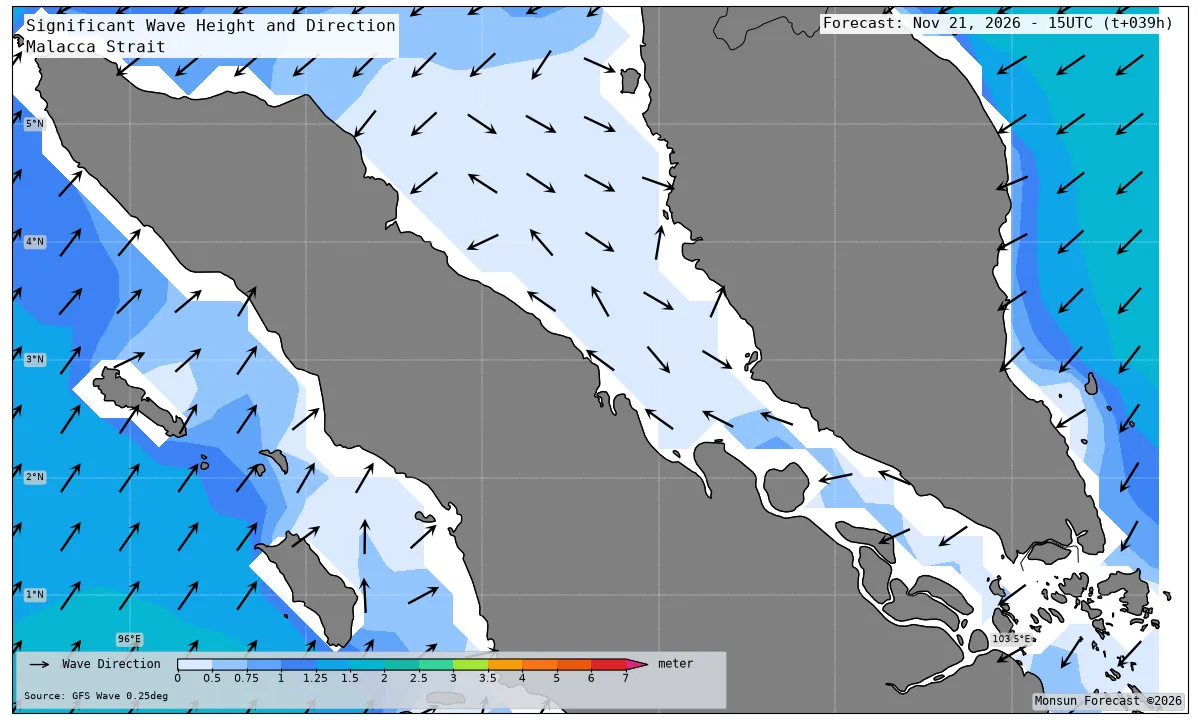 Significant Wave Height and Direction
Malacca Strait
Forecast: Nov 21, 2026 - 15UTC (t+039h)
5°N
4°N
3°N
2°N
1°N
96°E
103.5°E
Wave Direction
meter
0 0.5 0.75 1 1.25 1.5 2 2.5 3 3.5 4 5 6 7
Source: GFS Wave 0.25deg
Monsun Forecast ©2026